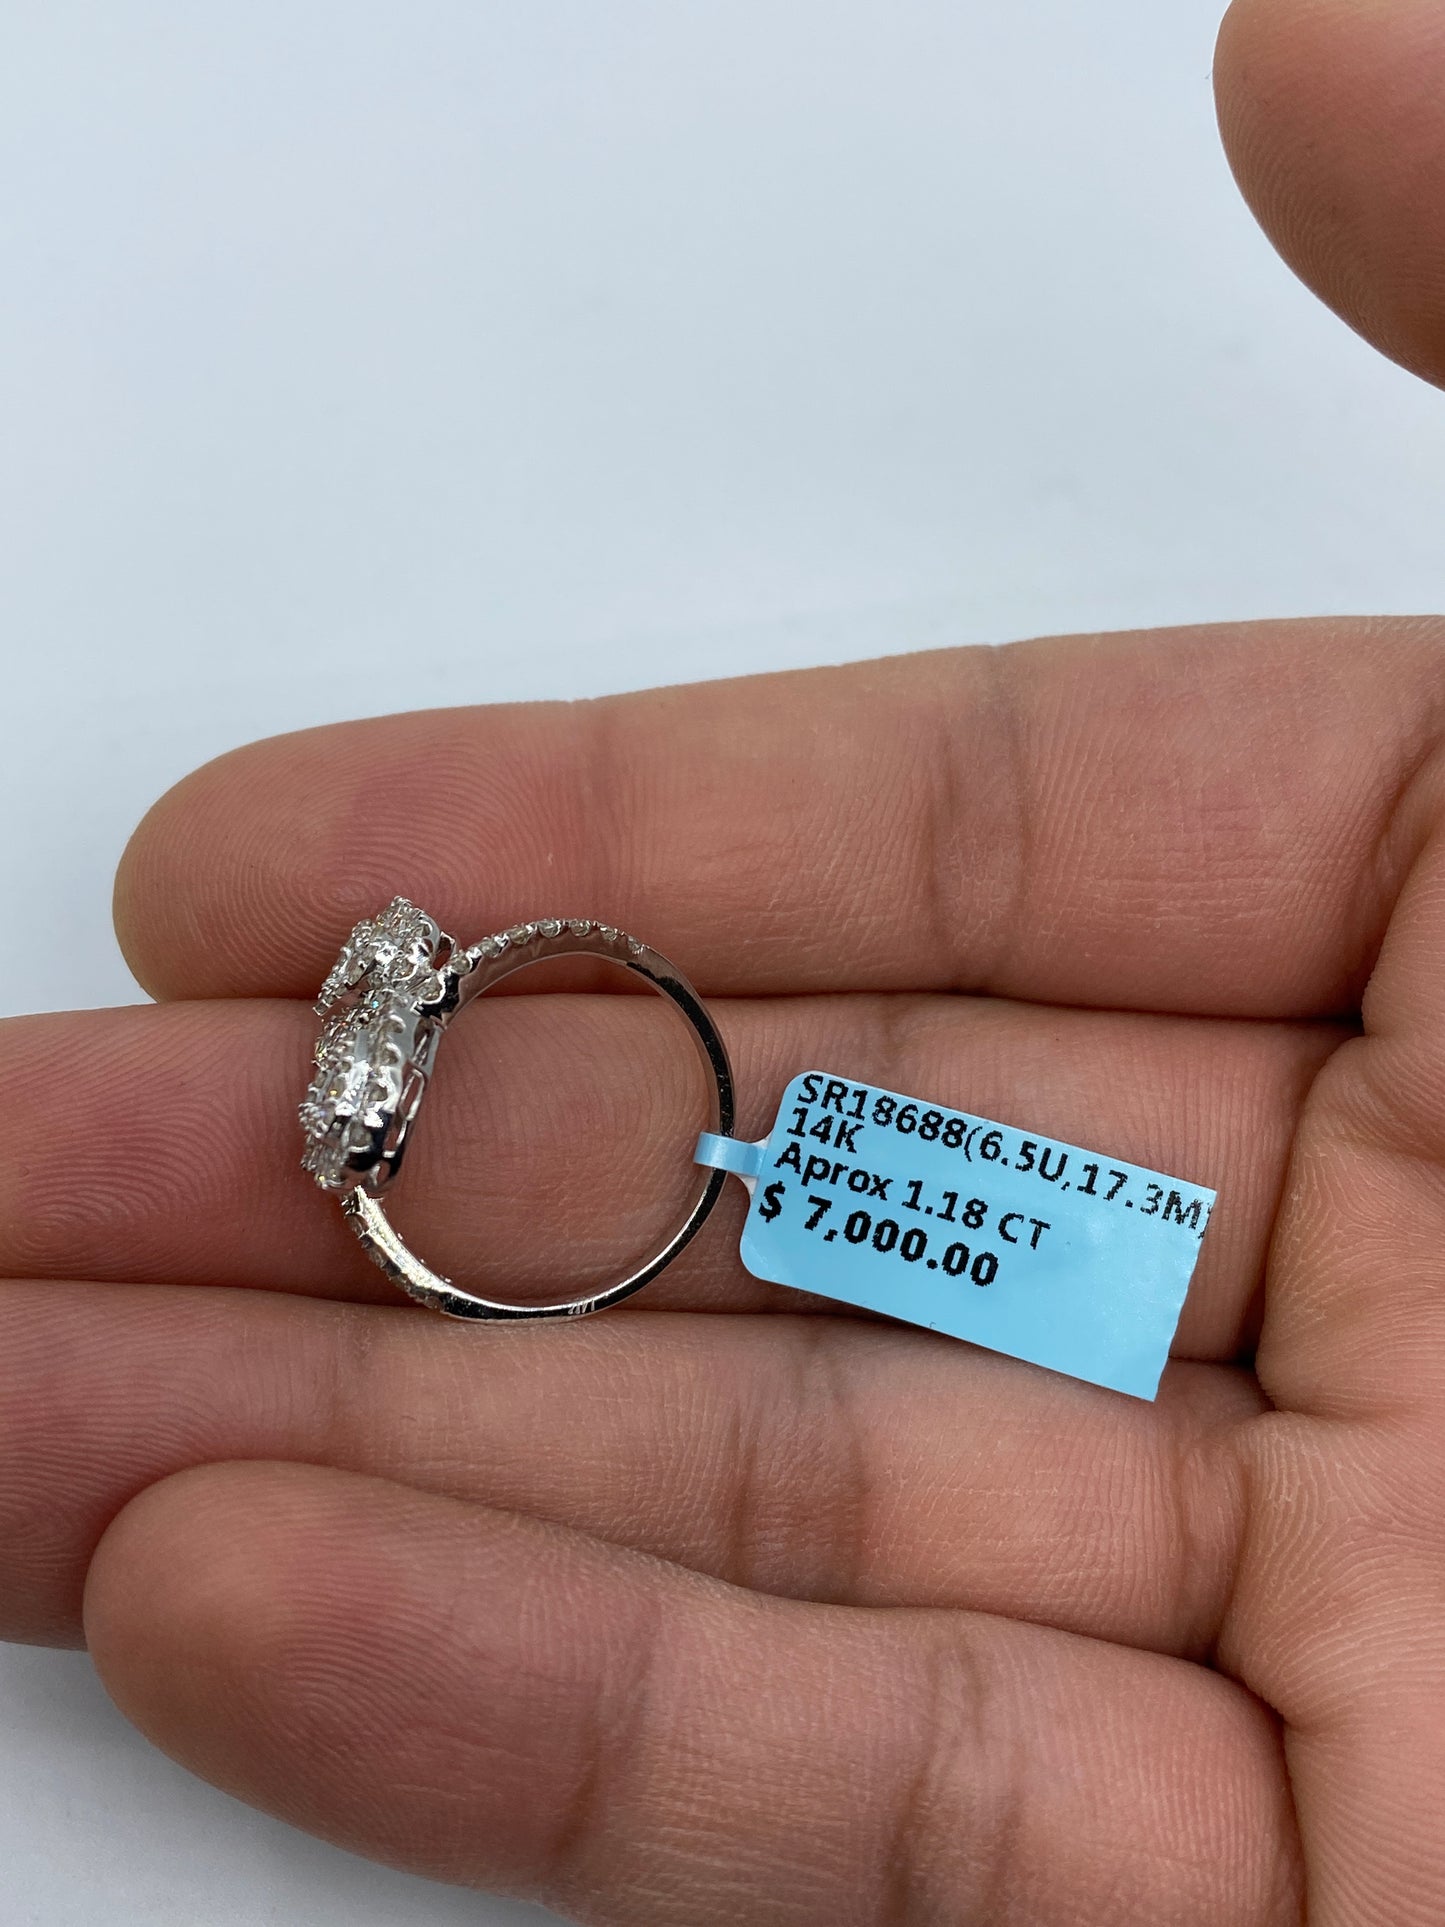 SR18688(6.5U,17.3M)
14K
Aprox 1.18 CT
$ 7,000.00